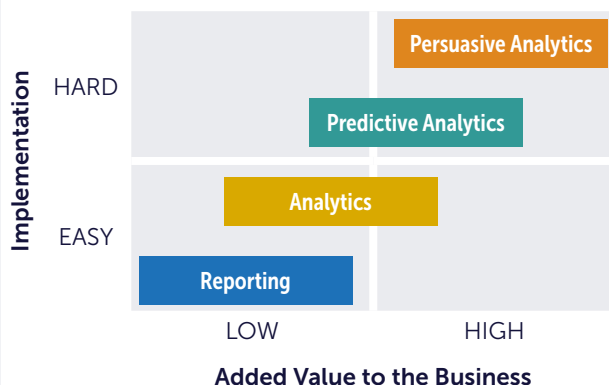 Persuasive Analytics
HARD
Predictive Analytics
Implementation
Analytics
EASY
Reporting
LOW
HIGH
Added Value to the Business